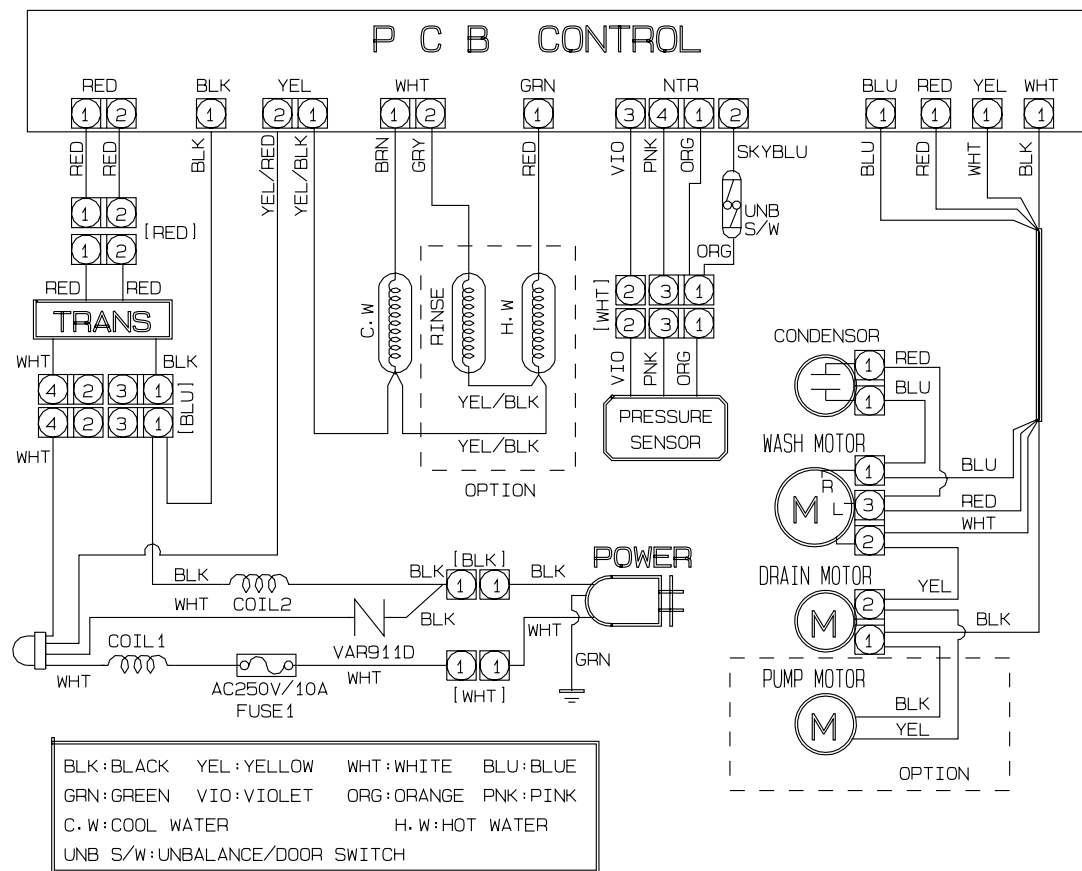 PCB CONTROL
RED BLK YEL WHT GRN NTR BLU RED YEL WHT
1 2 1 2 1 1 2 1 3 4 1 2 1 1 1 1
RED RED BLK YEL/RED YEL/BLK BRN GRY RED VIO PNK ORG SKYBLU BLU RED WHT BLK
1 2
[RED]
1 2
UNB
S/W
ORG
RED RED
TRANS
C.W RINSE H.W
[WHT]
2 3 1
2 3 1
CONDENSOR
WHT BLK
4 2 3 1
4 2 3 1
[BLU]
WHT
YEL/BLK
YEL/BLK
OPTION
VIO PNK ORG
PRESSURE
SENSOR
1 RED
1 BLU
WASH MOTOR
M R L
1 BLU
3 RED
2 WHT
BLK COIL2 BLK [BLK] BLK POWER
1 1
WHT VAR911D BLK
COIL1
WHT AC250V/10A WHT
FUSE1
1 1
[WHT]
WHT
GRN
DRAIN MOTOR
M
2 YEL
1 BLK
PUMP MOTOR
M
BLK
YEL
OPTION
BLK:BLACK YEL:YELLOW WHT:WHITE BLU:BLUE
GRN:GREEN VIO:VIOLET ORG:ORANGE PNK:PINK
C.W:COOL WATER H.W:HOT WATER
UNB S/W:UNBALANCE/DOOR SWITCH